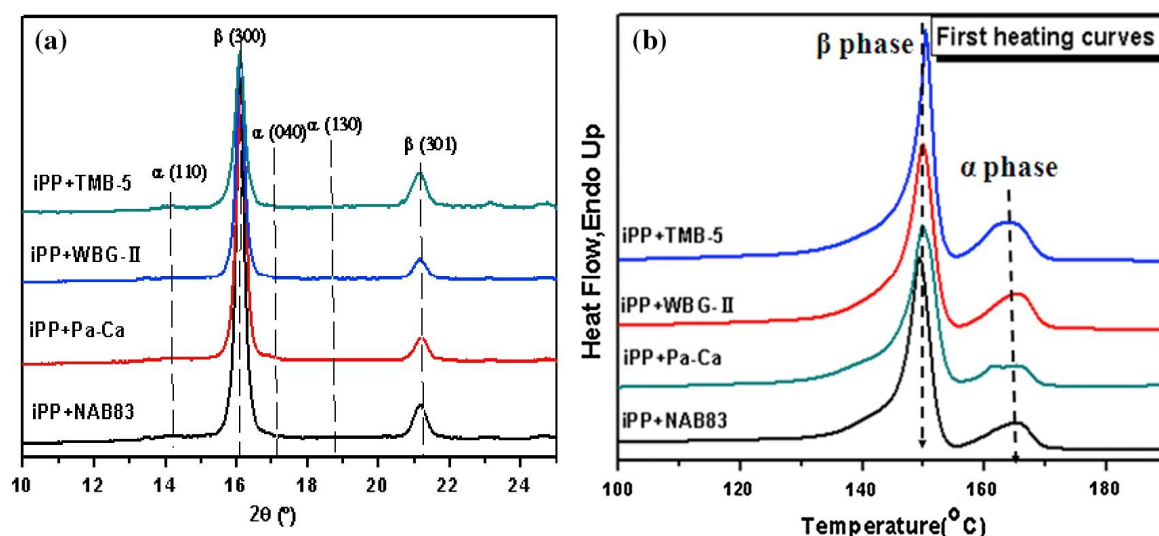 (a)
β (300)
α (040)
α (130)
β (301)
α (110)
iPP+TMB-5
iPP+WBG-II
iPP+Pa-Ca
iPP+NAB83
10 12 14 16 18 20 22 24
2θ (º)
(b)
β phase
First heating curves
α phase
Heat Flow,Endo Up
iPP+TMB-5
iPP+WBG-II
iPP+Pa-Ca
iPP+NAB83
100 120 140 160 180
Temperature(°C)